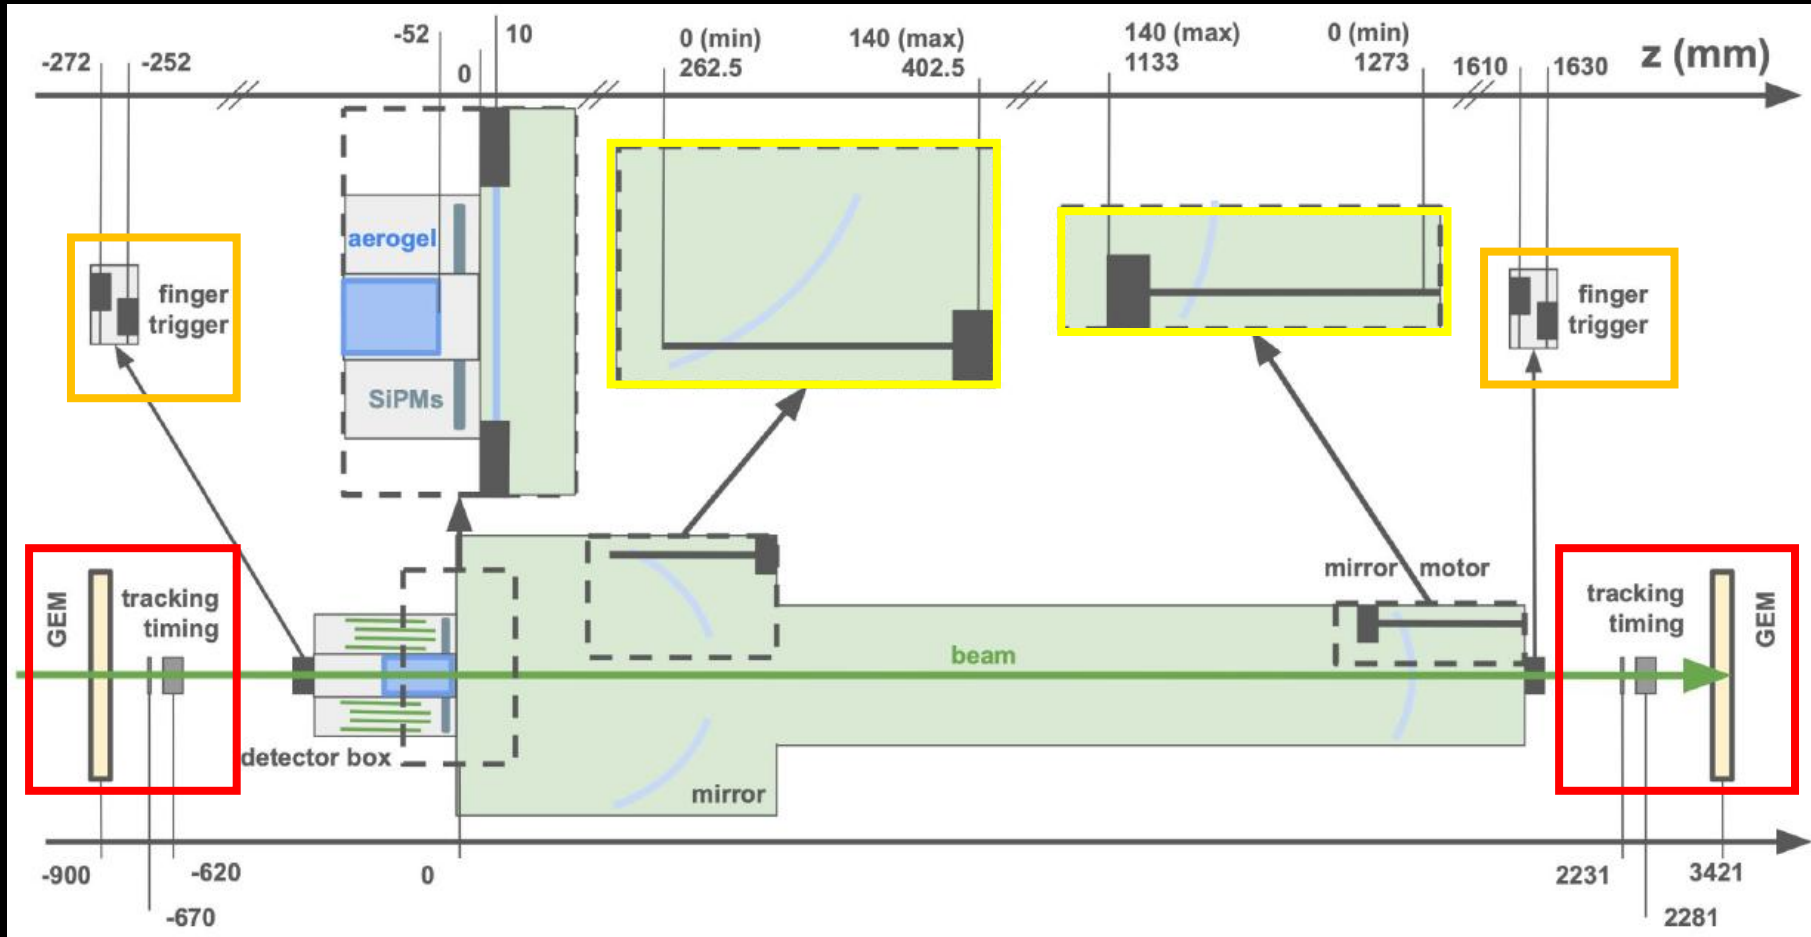 -52
10
0 (min)
140 (max)
140 (max)
0 (min)
z (mm)
-272
-252
0
262.5
402.5
1133
1273
1610
1630
aerogel
finger
trigger
finger
trigger
SiPMs
mirror motor
GEM
tracking
timing
tracking
timing
GEM
beam
detector box
mirror
-900
-620
0
2231
3421
-670
2281